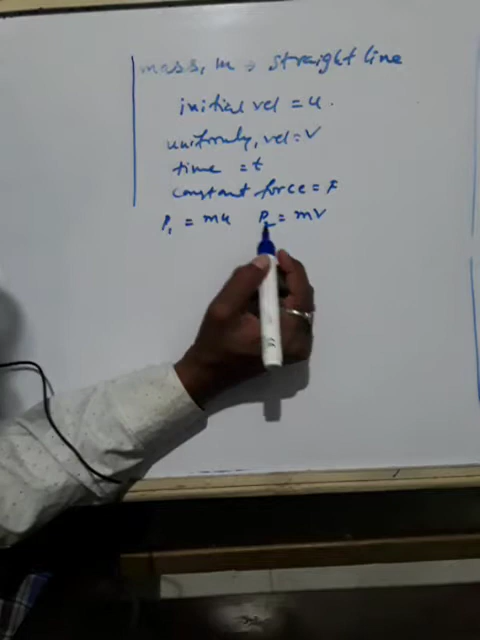 mass, m → straight line
initial vel = u.
uniformly, vel = V
time = t
constant force = F
P₁ = mu P₂ = mV